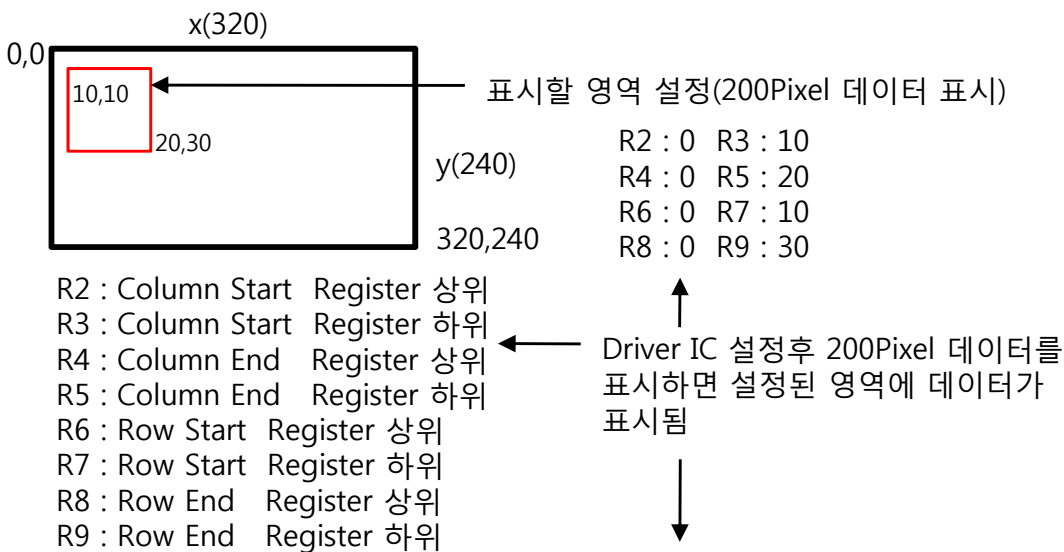 x(320)
0,0
10,10
20,30
y(240)
320,240
표시할 영역 설정(200Pixel 데이터 표시)
R2 : 0 R3 : 10
R4 : 0 R5 : 20
R6 : 0 R7 : 10
R8 : 0 R9 : 30
R2 : Column Start Register 상위
R3 : Column Start Register 하위
R4 : Column End Register 상위
R5 : Column End Register 하위
R6 : Row Start Register 상위
R7 : Row Start Register 하위
R8 : Row End Register 상위
R9 : Row End Register 하위
Driver IC 설정후 200Pixel 데이터를
표시하면 설정된 영역에 데이터가
표시됨